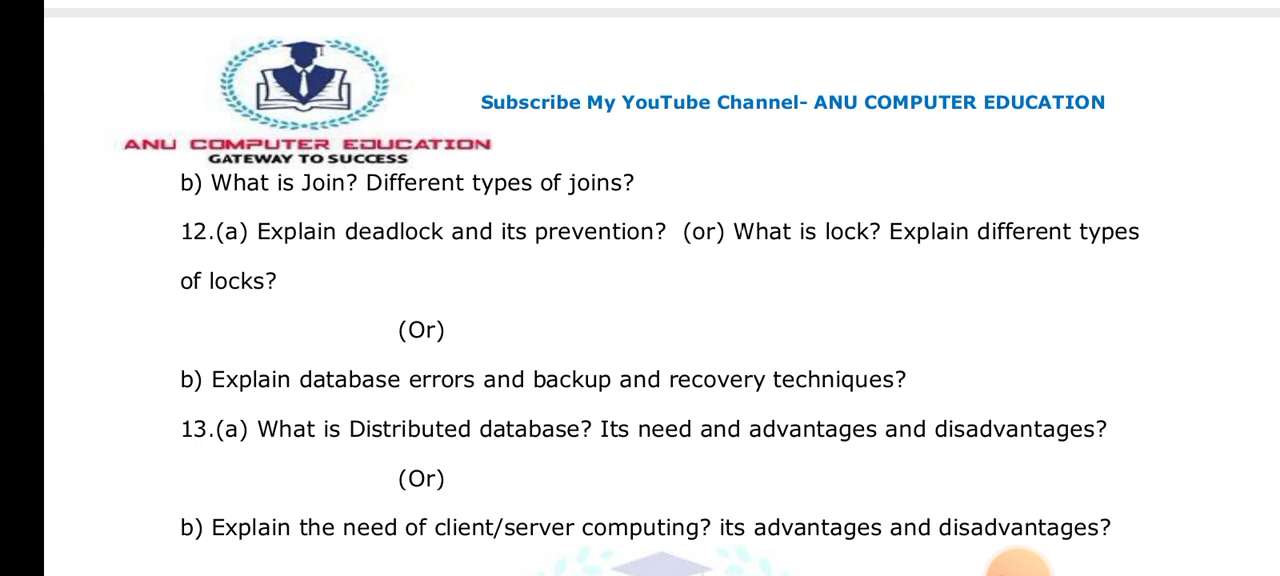 Subscribe My YouTube Channel- ANU COMPUTER EDUCATION
ANU COMPUTER EDUCATION
GATEWAY TO SUCCESS
b) What is Join? Different types of joins?
12.(a) Explain deadlock and its prevention?  (or) What is lock? Explain different types
of locks?
(Or)
b) Explain database errors and backup and recovery techniques?
13.(a) What is Distributed database? Its need and advantages and disadvantages?
(Or)
b) Explain the need of client/server computing? its advantages and disadvantages?